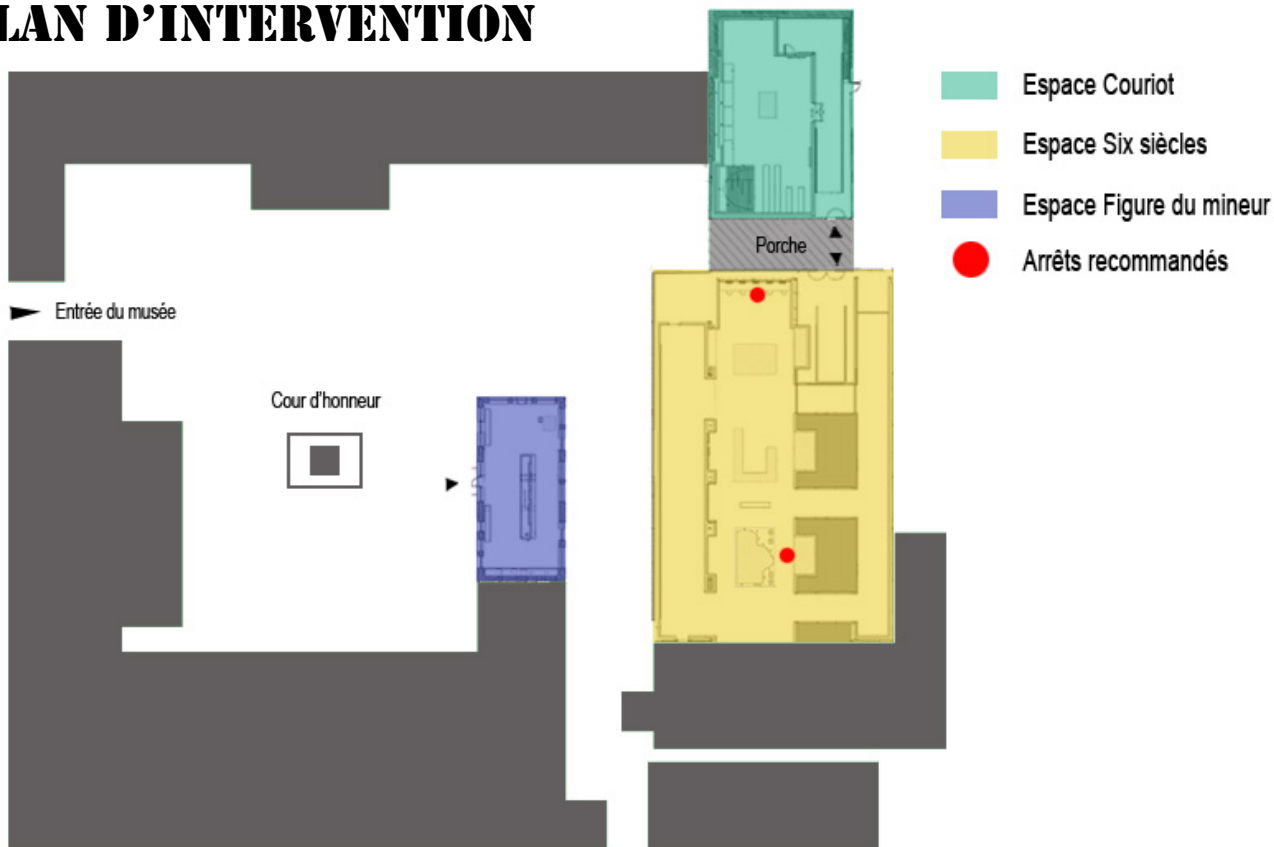 LAN D'INTERVENTION
Espace Couriot
Espace Six siècles
Espace Figure du mineur
Arrêts recommandés
Porche
Entrée du musée
Cour d'honneur